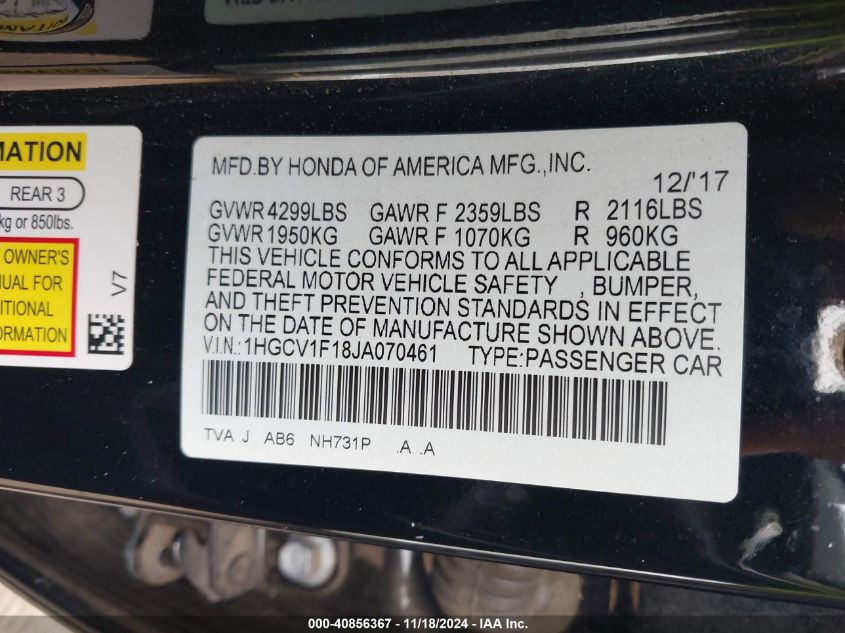 MATION
REAR 3
kg or 850lbs.
OWNER'S
UAL FOR
ITIONAL
ORMATION
V7
MFD.BY HONDA OF AMERICA MFG.,INC.
12/'17
GVWR 4299LBS GAWR F 2359LBS R 2116LBS
GVWR 1950KG GAWR F 1070KG R 960KG
THIS VEHICLE CONFORMS TO ALL APPLICABLE
FEDERAL MOTOR VEHICLE SAFETY , BUMPER,
AND THEFT PREVENTION STANDARDS IN EFFECT
ON THE DATE OF MANUFACTURE SHOWN ABOVE.
V.I.N.:1HGCV1F18JA070461 TYPE:PASSENGER CAR
TVA J AB6 NH731P .A .A
000-40856367 - 11/18/2024 - IAA Inc.